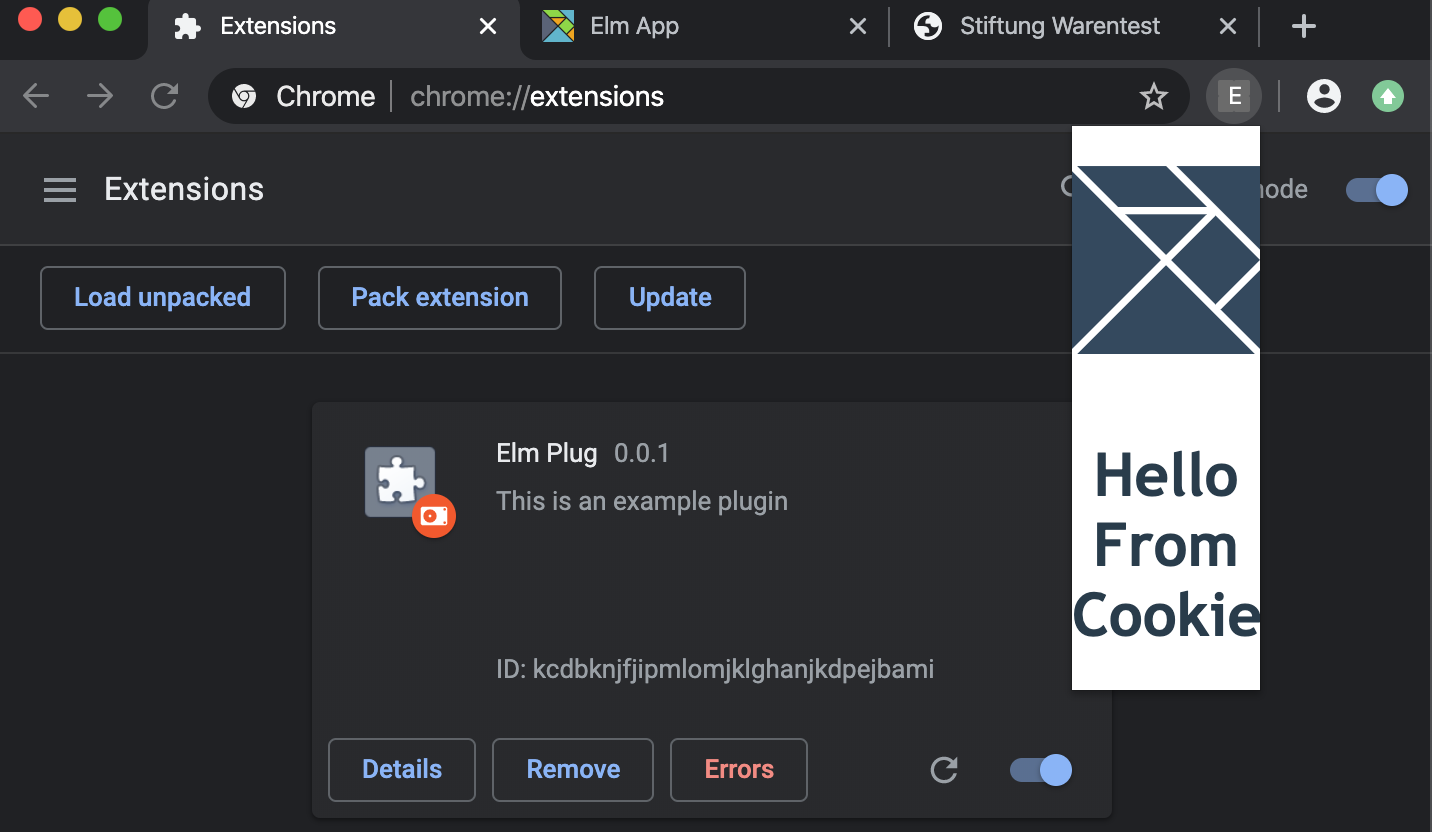 Extensions
Elm App
Stiftung Warentest
Chrome
chrome://extensions
E
Extensions
Load unpacked
Pack extension
Update
Elm Plug 0.0.1
This is an example plugin
ID: kcdbknjfjipmlomjklghanjkdpejbami
Details
Remove
Errors
Hello
From
Cookie